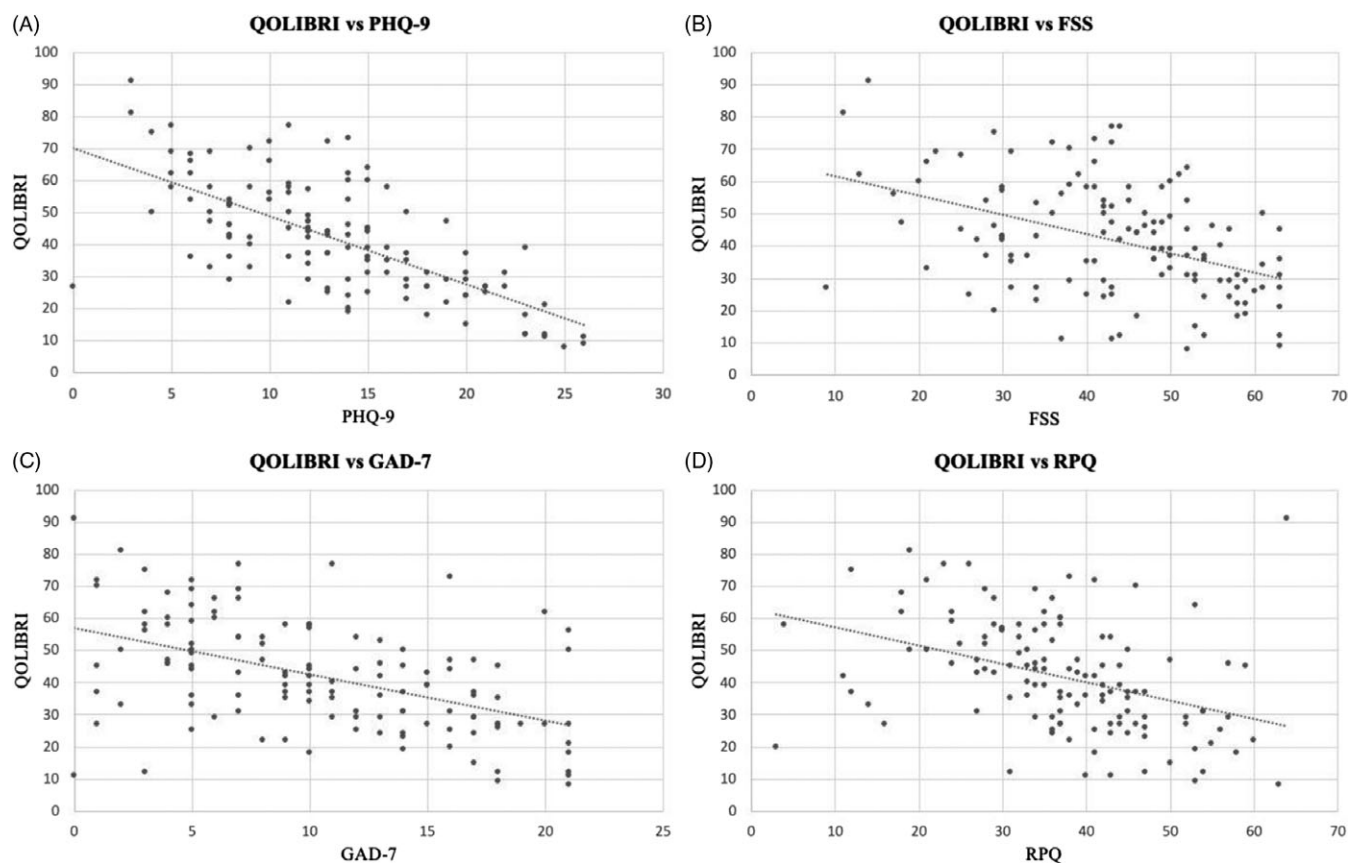 (A)
QOLIBRI vs PHQ-9
100
90
80
70
60
50
40
30
20
10
0
QOLIBRI
0 5 10 15 20 25 30
PHQ-9
(B)
QOLIBRI vs FSS
100
90
80
70
60
50
40
30
20
10
0
QOLIBRI
0 10 20 30 40 50 60 70
FSS
(C)
QOLIBRI vs GAD-7
100
90
80
70
60
50
40
30
20
10
0
QOLIBRI
0 5 10 15 20 25
GAD-7
(D)
QOLIBRI vs RPQ
100
90
80
70
60
50
40
30
20
10
0
QOLIBRI
0 10 20 30 40 50 60 70
RPQ